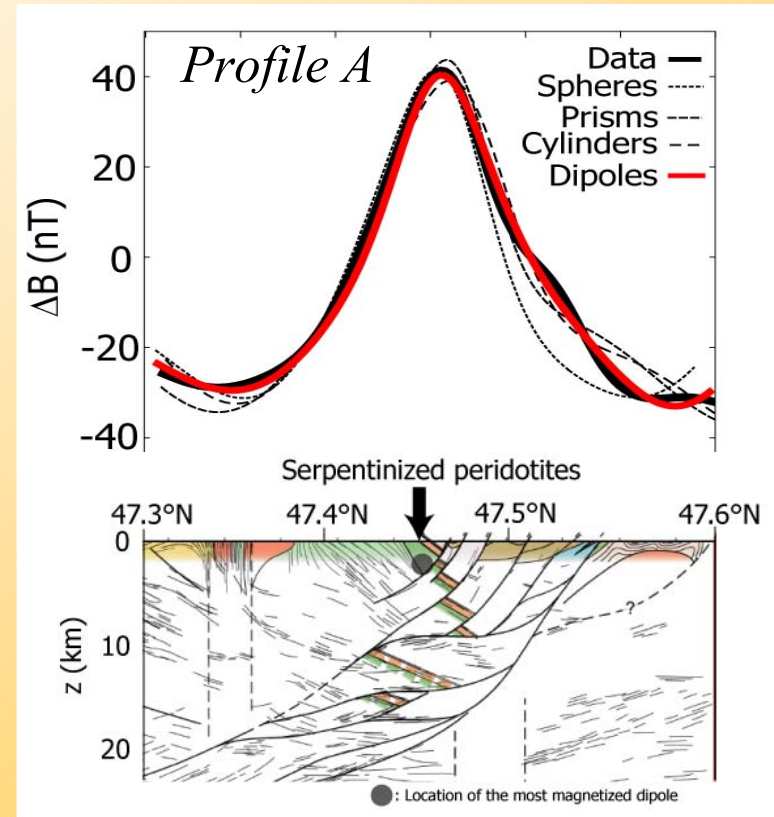 Profile A
Data
Spheres
Prisms
Cylinders
Dipoles
40
20
0
-20
-40
ΔB (nT)
Serpentinized peridotites
47.3°N 47.4°N 47.5°N 47.6°N
0
10
20
z (km)
?
: Location of the most magnetized dipole